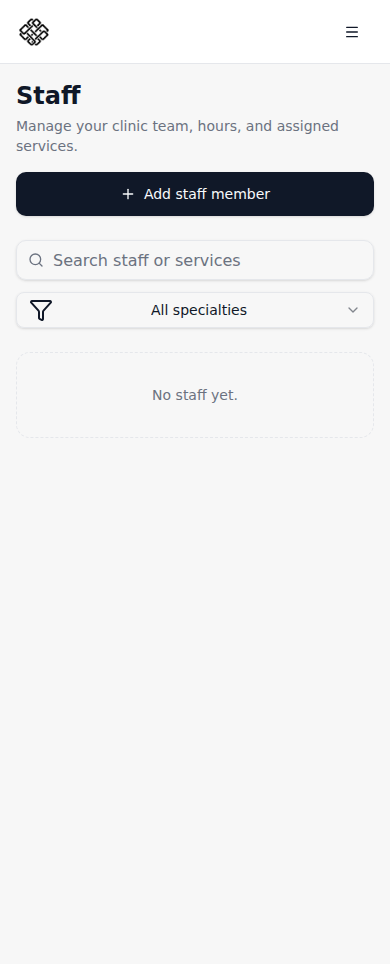 Staff
Manage your clinic team, hours, and assigned
services.
Add staff member
Search staff or services
All specialties
No staff yet.